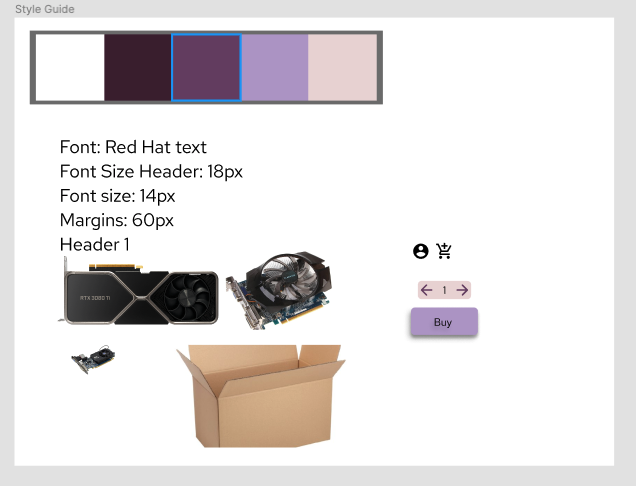 Style Guide
Font: Red Hat text
Font Size Header: 18px
Font size: 14px
Margins: 60px
Header 1
RTX 3080 Ti
1
Buy